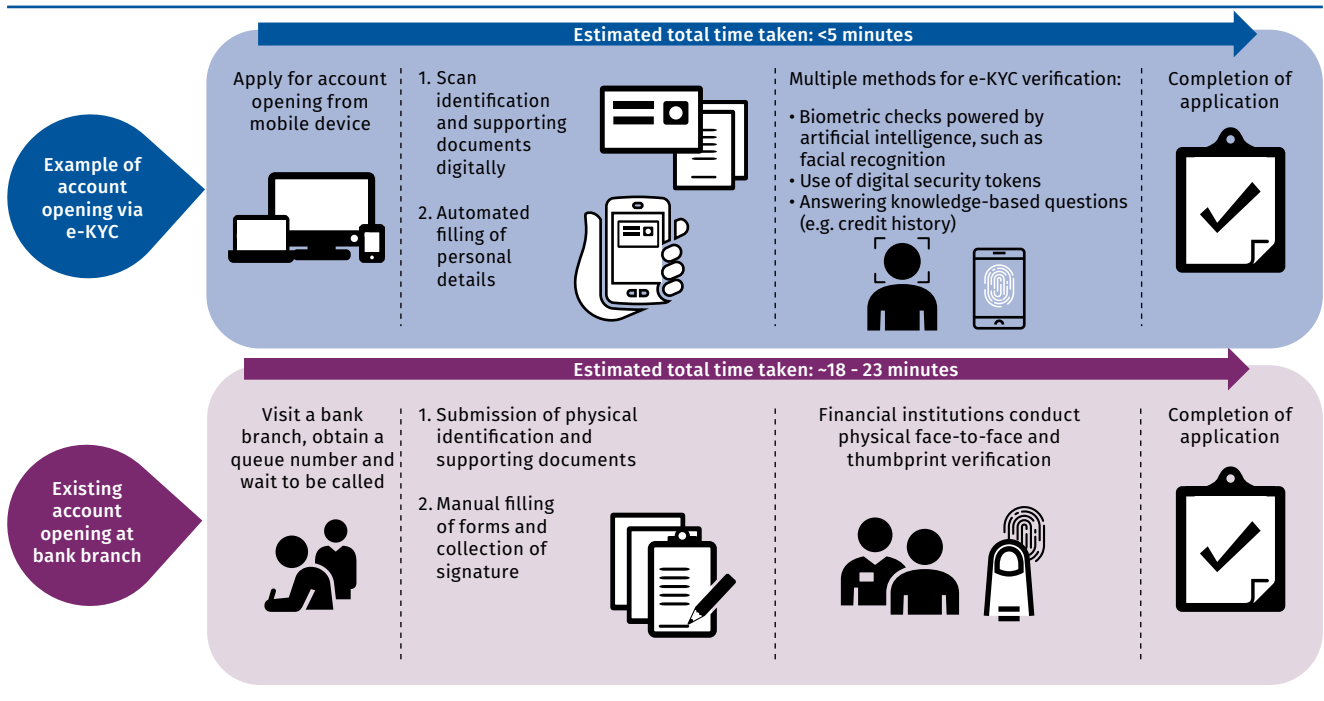 Estimated total time taken: <5 minutes
Example of
account
opening via
e-KYC
Apply for account
opening from
mobile device
1. Scan
identification
and supporting
documents
digitally
2. Automated
filling of
personal
details
Multiple methods for e-KYC verification:
• Biometric checks powered by
artificial intelligence, such as
facial recognition
• Use of digital security tokens
• Answering knowledge-based questions
(e.g. credit history)
Completion of
application
Estimated total time taken: ~18 - 23 minutes
Existing
account
opening at
bank branch
Visit a bank
branch, obtain a
queue number and
wait to be called
1. Submission of physical
identification and
supporting documents
2. Manual filling
of forms and
collection of
signature
Financial institutions conduct
physical face-to-face and
thumbprint verification
Completion of
application